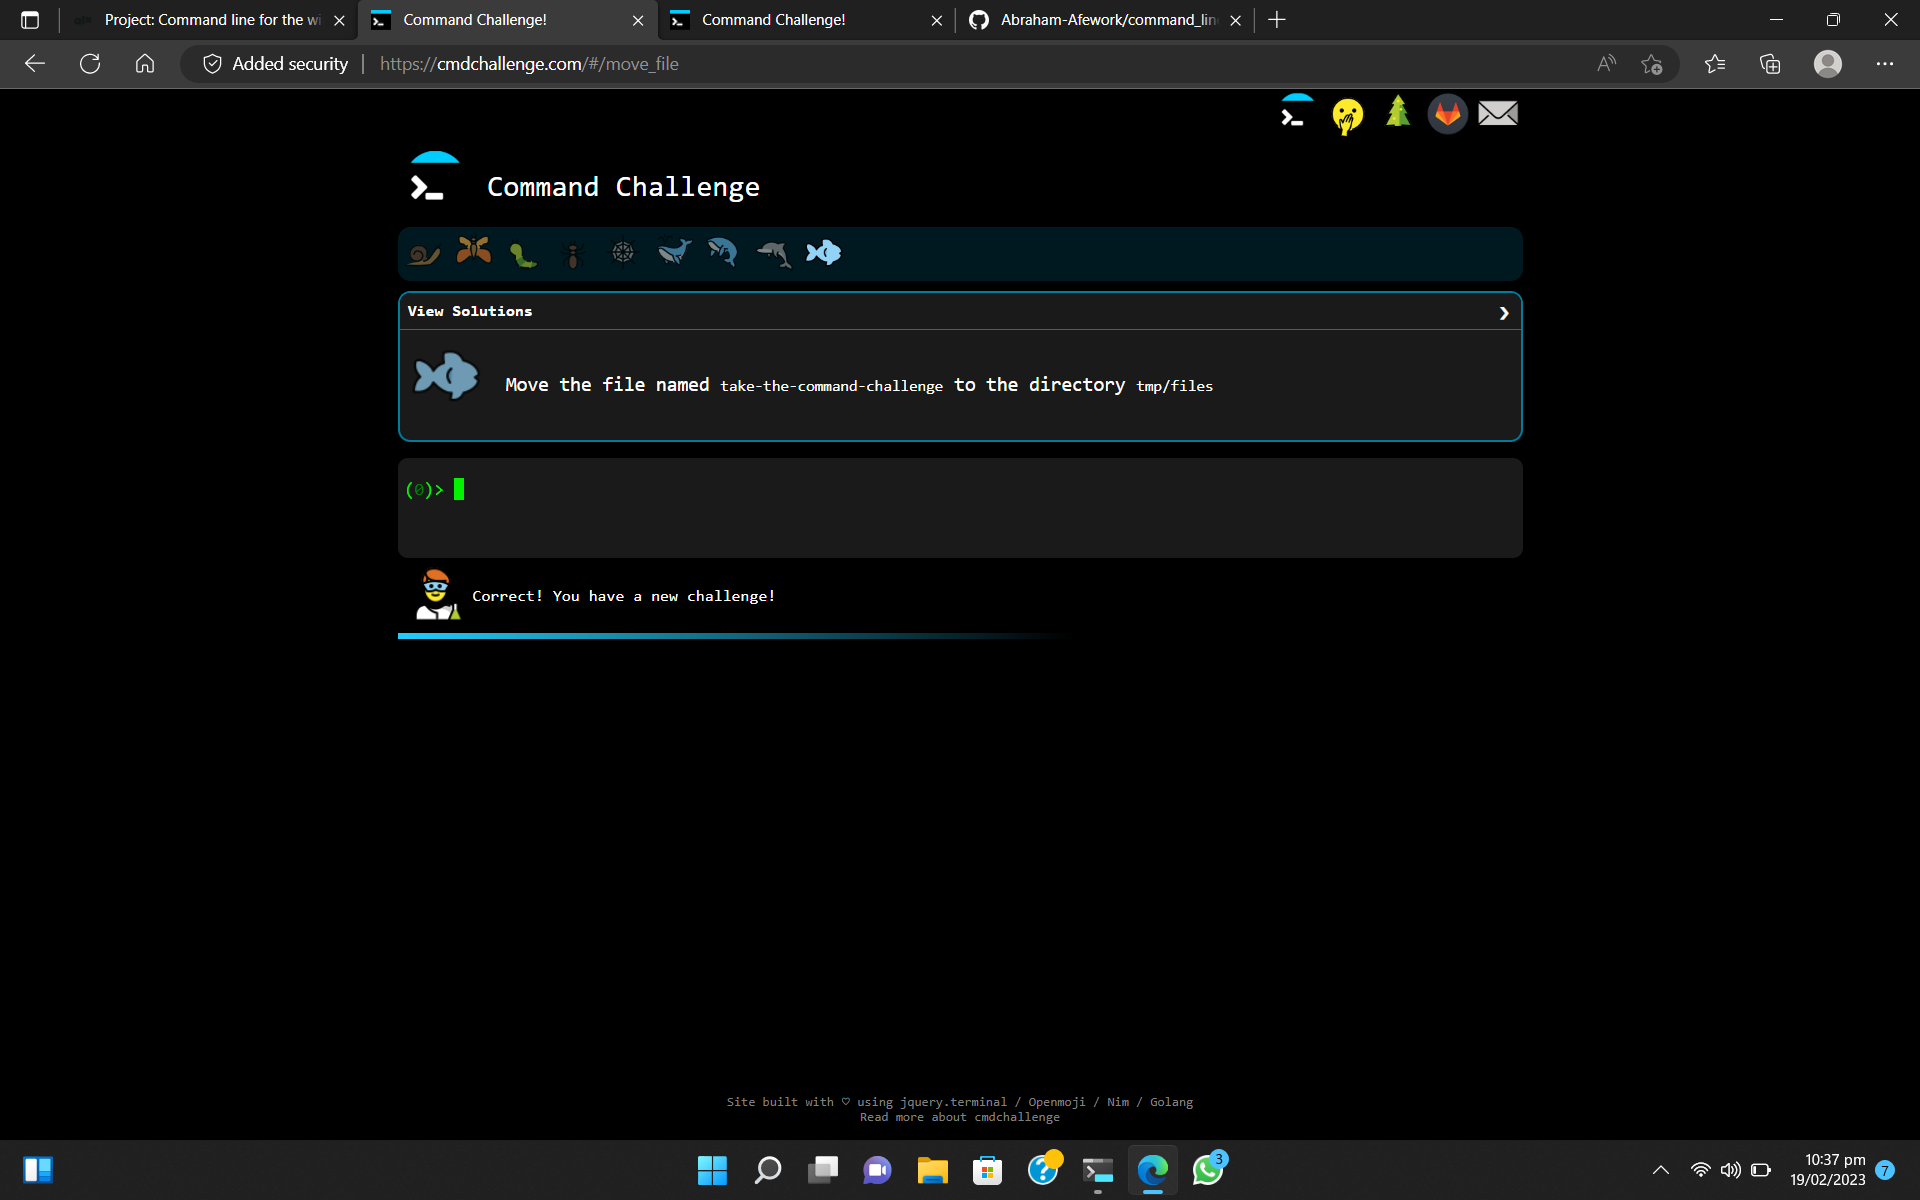 Project: Command line for the wi
Command Challenge!
Command Challenge!
Abraham-Afework/command_lin
Added security
https://cmdchallenge.com/#/move_file
Command Challenge
View Solutions
Move the file named take-the-command-challenge to the directory tmp/files
(0)>
Correct! You have a new challenge!
Site built with ♡ using jquery.terminal / Openmoji / Nim / Golang
Read more about cmdchallenge
3
10:37 pm
19/02/2023
7